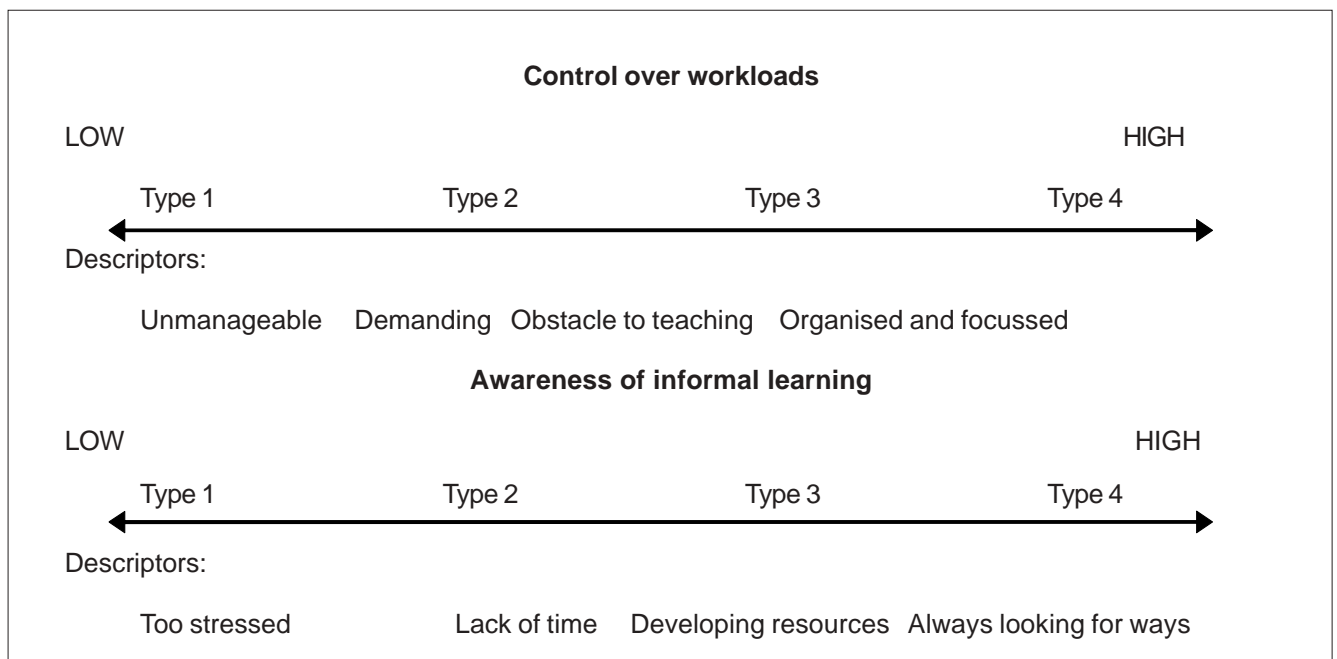 Control over workloads
LOW HIGH
Type 1 Type 2 Type 3 Type 4
Descriptors:
Unmanageable Demanding Obstacle to teaching Organised and focussed
Awareness of informal learning
LOW HIGH
Type 1 Type 2 Type 3 Type 4
Descriptors:
Too stressed Lack of time Developing resources Always looking for ways